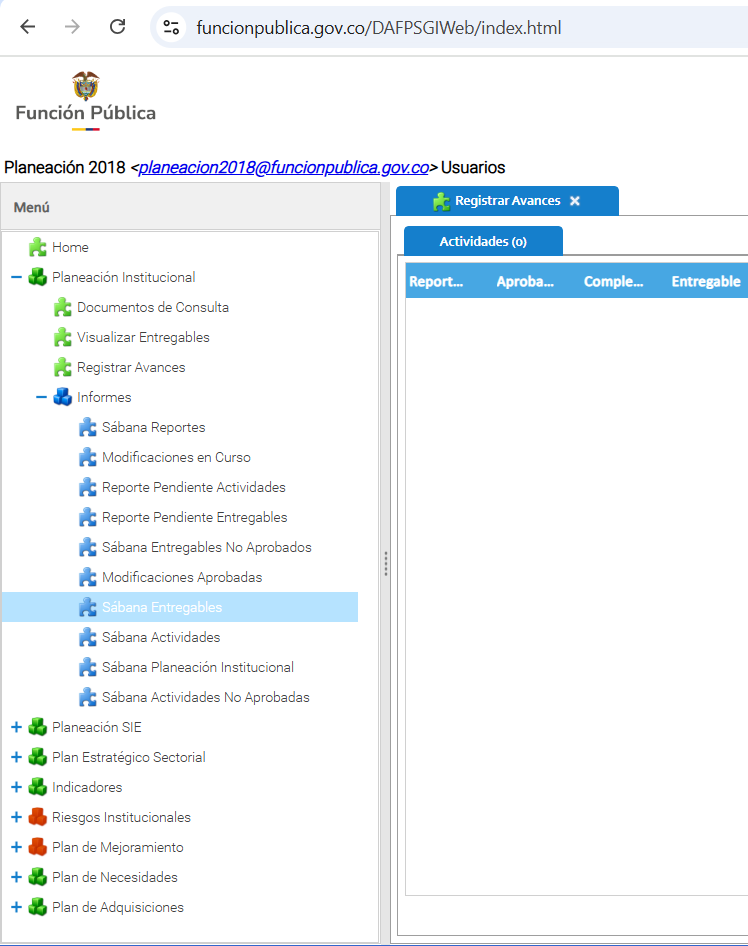 funcionpublica.gov.co/DAFPSGIWeb/index.html
Función Pública
Planeación 2018 <planeacion2018@funcionpublica.gov.co> Usuarios
Menú
Home
Planeación Institucional
Documentos de Consulta
Visualizar Entregables
Registrar Avances
Informes
Sábana Reportes
Modificaciones en Curso
Reporte Pendiente Actividades
Reporte Pendiente Entregables
Sábana Entregables No Aprobados
Modificaciones Aprobadas
Sábana Entregables
Sábana Actividades
Sábana Planeación Institucional
Sábana Actividades No Aprobadas
Planeación SIE
Plan Estratégico Sectorial
Indicadores
Riesgos Institucionales
Plan de Mejoramiento
Plan de Necesidades
Plan de Adquisiciones
Registrar Avances
Actividades (0)
Report... Aproba... Comple... Entregable